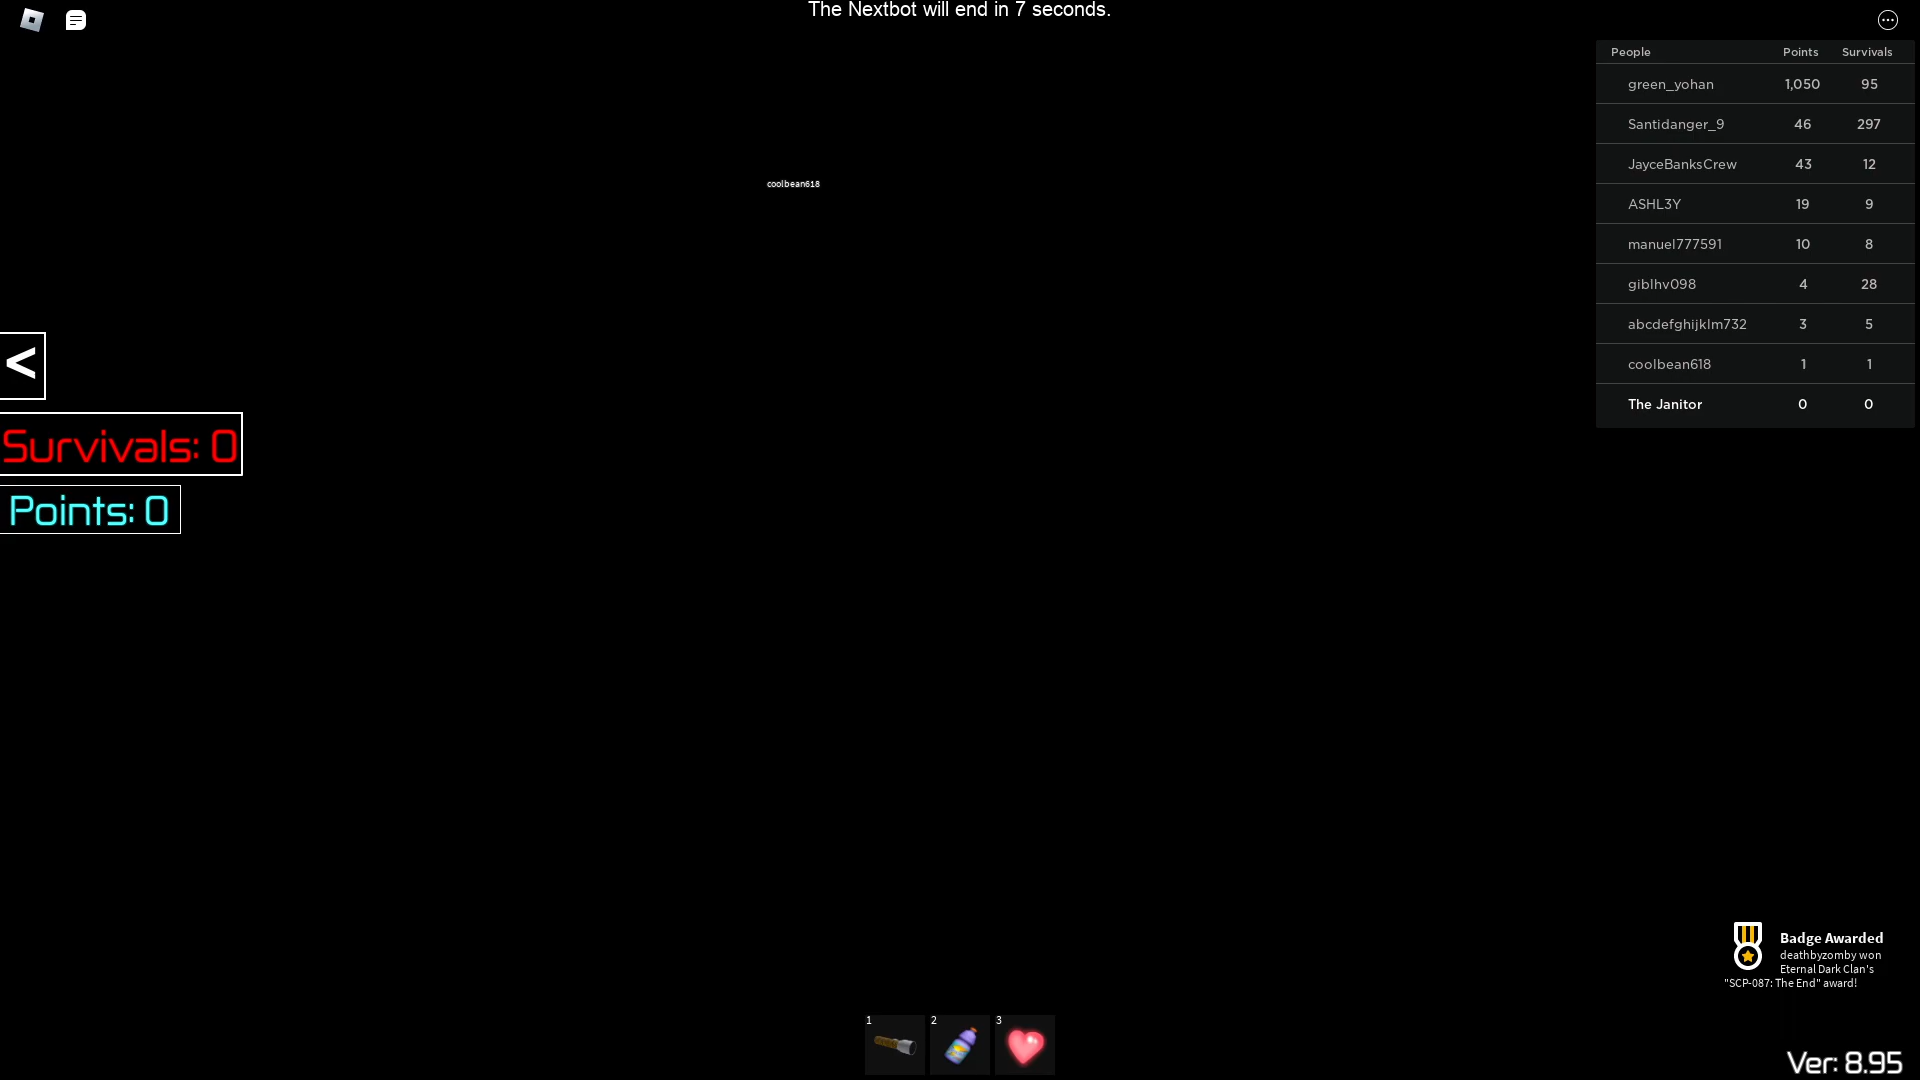 The Nextbot will end in 7 seconds.
People Points Survivals
green_yohan 1,050 95
Santidanger_9 46 297
JayceBanksCrew 43 12
ASHL3Y 19 9
manuel777591 10 8
giblhv098 4 28
abcdefghijklm732 3 5
coolbean618 1 1
The Janitor 0 0
coolbean618
<
Survivals: 0
Points: 0
Badge Awarded
deathbyzomby won
Eternal Dark Clan's
"SCP-087: The End" award!
1 2 3
Ver: 8.95